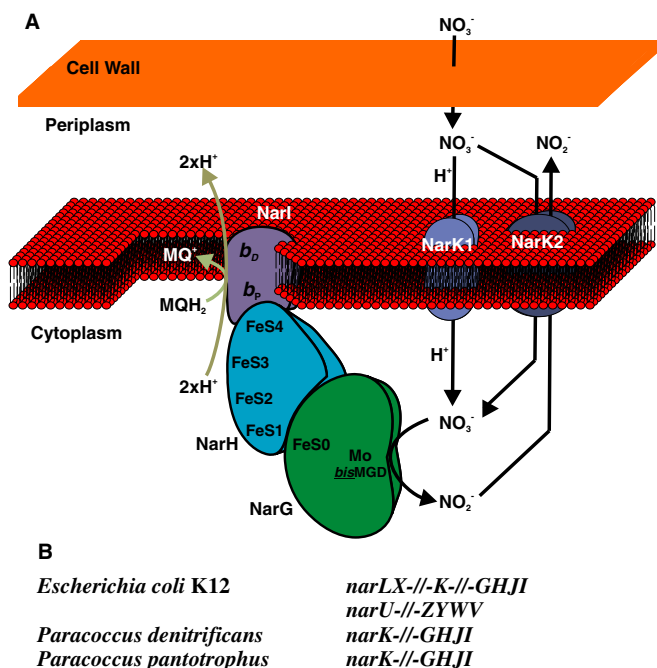 A
NO₃⁻
Cell Wall
Periplasm
NO₃⁻
NO₂⁻
2xH⁺
H⁺
NarI
NarK1
NarK2
b_D
MQ⁺
b_P
MQH₂
Cytoplasm
FeS4
H⁺
FeS3
2xH⁺
FeS2
NO₃⁻
FeS1
NarH
FeS0
Mo
bisMGD
NO₂⁻
NarG
B
Escherichia coli K12 narLX-//-K-//-GHJI
narU-//-ZYWV
Paracoccus denitrificans narK-//-GHJI
Paracoccus pantotrophus narK-//-GHJI